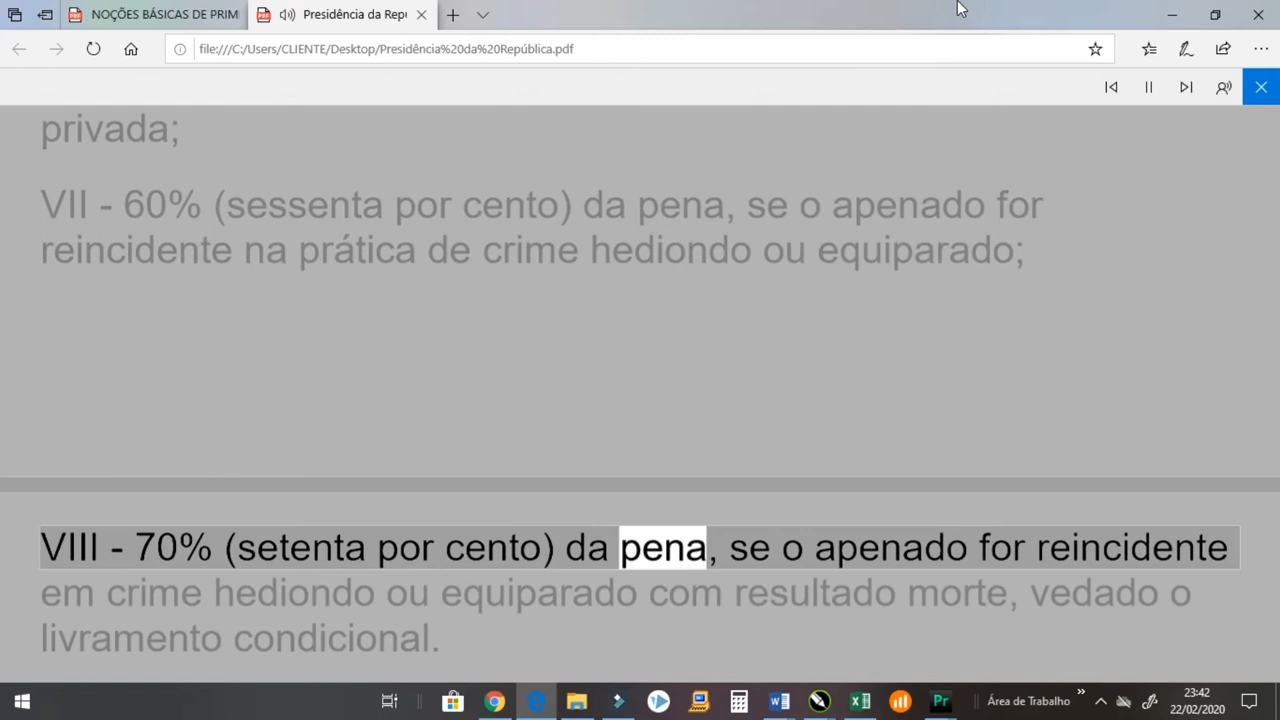 NOÇÕES BÁSICAS DE PRIM
Presidência da Repú
file:///C:/Users/CLIENTE/Desktop/Presidência%20da%20República.pdf
privada;
VII - 60% (sessenta por cento) da pena, se o apenado for
reincidente na prática de crime hediondo ou equiparado;
VIII - 70% (setenta por cento) da pena, se o apenado for reincidente
em crime hediondo ou equiparado com resultado morte, vedado o
livramento condicional.
Área de Trabalho
23:42
22/02/2020